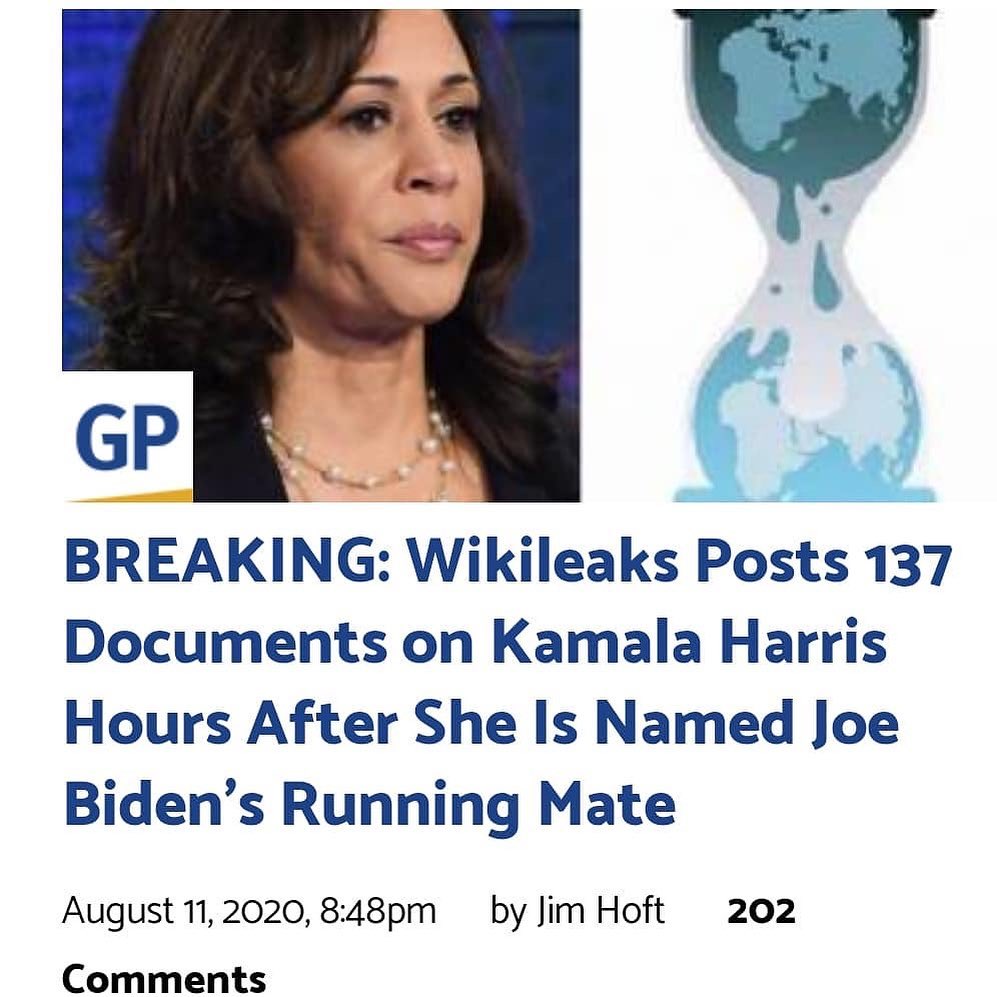 GP
BREAKING: Wikileaks Posts 137
Documents on Kamala Harris
Hours After She Is Named Joe
Biden’s Running Mate
August 11, 2020, 8:48pm by Jim Hoft 202
Comments